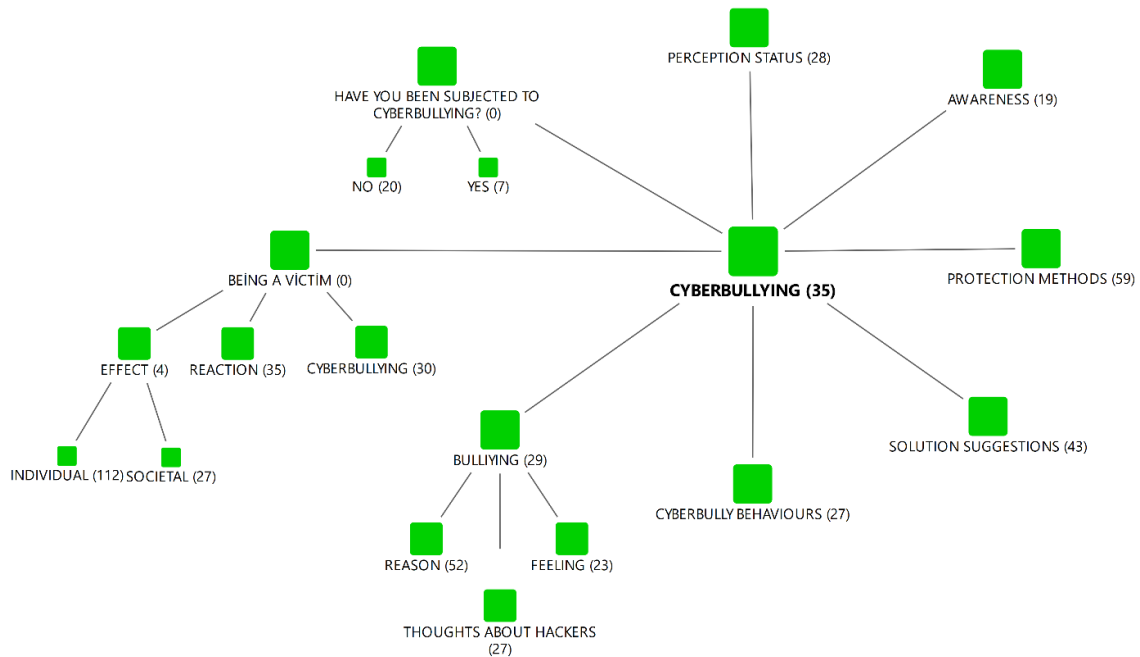 PERCEPTION STATUS (28)
HAVE YOU BEEN SUBJECTED TO
CYBERBULLYING? (0)
AWARENESS (19)
NO (20)
YES (7)
BEİNG A VİCTİM (0)
CYBERBULLYING (35)
PROTECTION METHODS (59)
EFFECT (4)
REACTION (35)
CYBERBULLYING (30)
INDIVIDUAL (112)
SOCIETAL (27)
BULLIYING (29)
SOLUTION SUGGESTIONS (43)
CYBERBULLY BEHAVIOURS (27)
REASON (52)
FEELING (23)
THOUGHTS ABOUT HACKERS
(27)